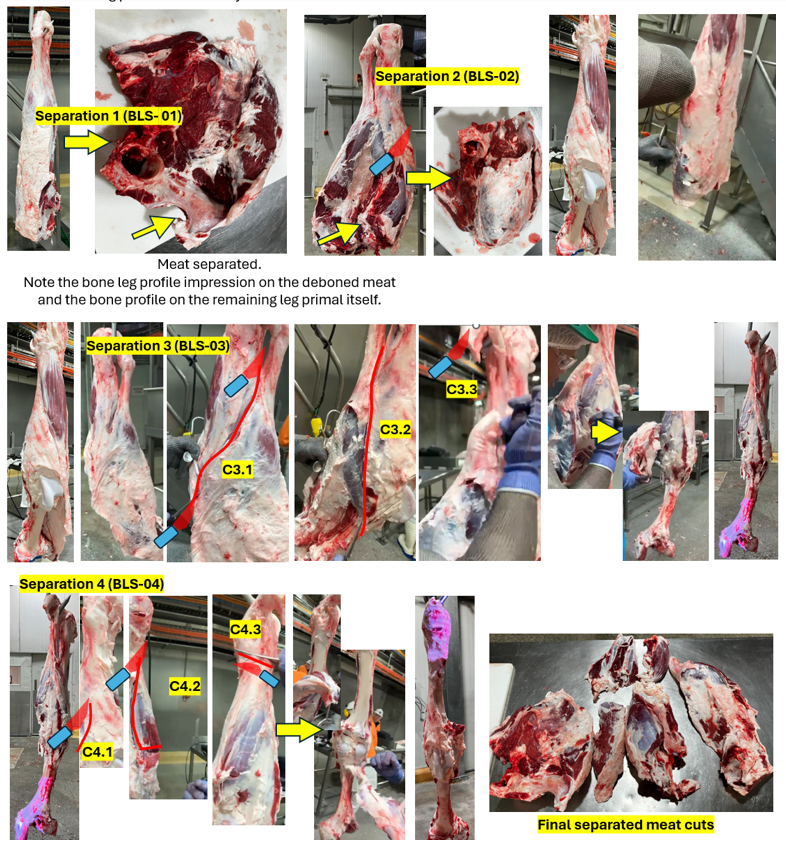 Separation 1 (BLS- 01)
Separation 2 (BLS-02)
Meat separated.
Note the bone leg profile impression on the deboned meat
and the bone profile on the remaining leg primal itself.
Separation 3 (BLS-03)
C3.1
C3.2
C3.3
Separation 4 (BLS-04)
C4.1
C4.2
C4.3
Final separated meat cuts